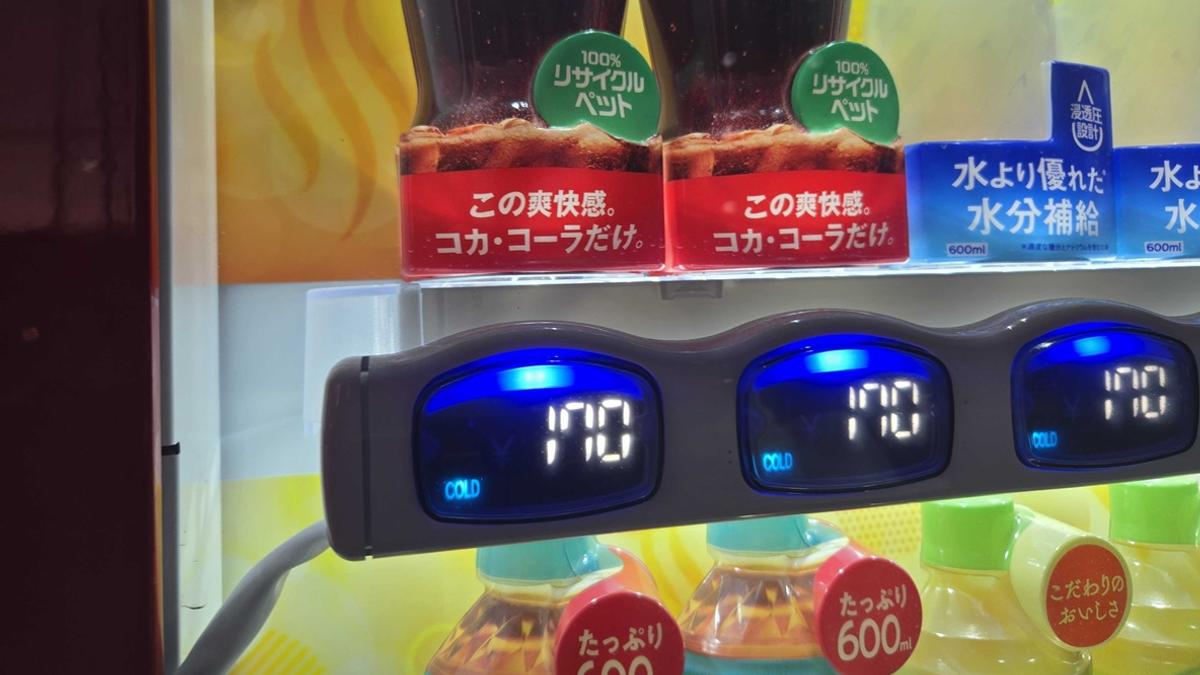 100%
リサイクル
ペット
この爽快感。
コカ・コーラだけ。
100%
リサイクル
ペット
この爽快感。
コカ・コーラだけ。
浸透圧
設計
水より優れた
水分補給
600ml
水よ
水
600ml
170
COLD
170
COLD
170
COLD
たっぷり
600
たっぷり
600ml
こだわりの
おいしさ